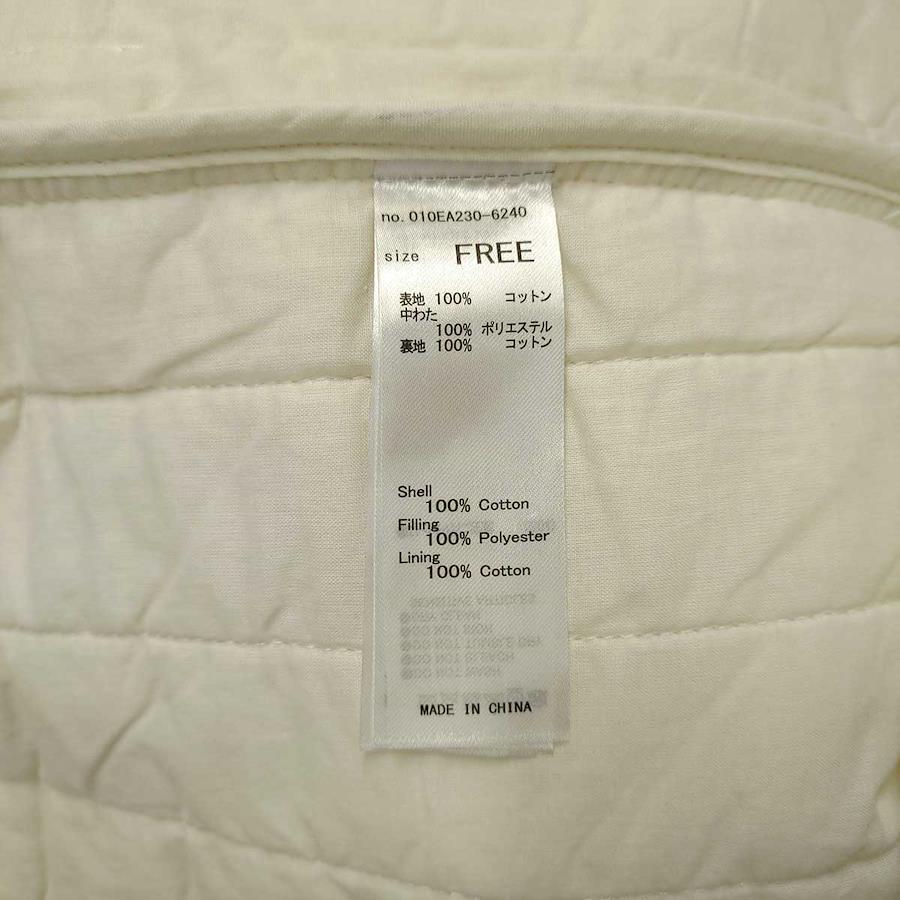 no. 010EA230-6240
size FREE
表地 100% コットン
中わた
100% ポリエステル
裏地 100% コットン
Shell
100% Cotton
Filling
100% Polyester
Lining
100% Cotton
MADE IN CHINA